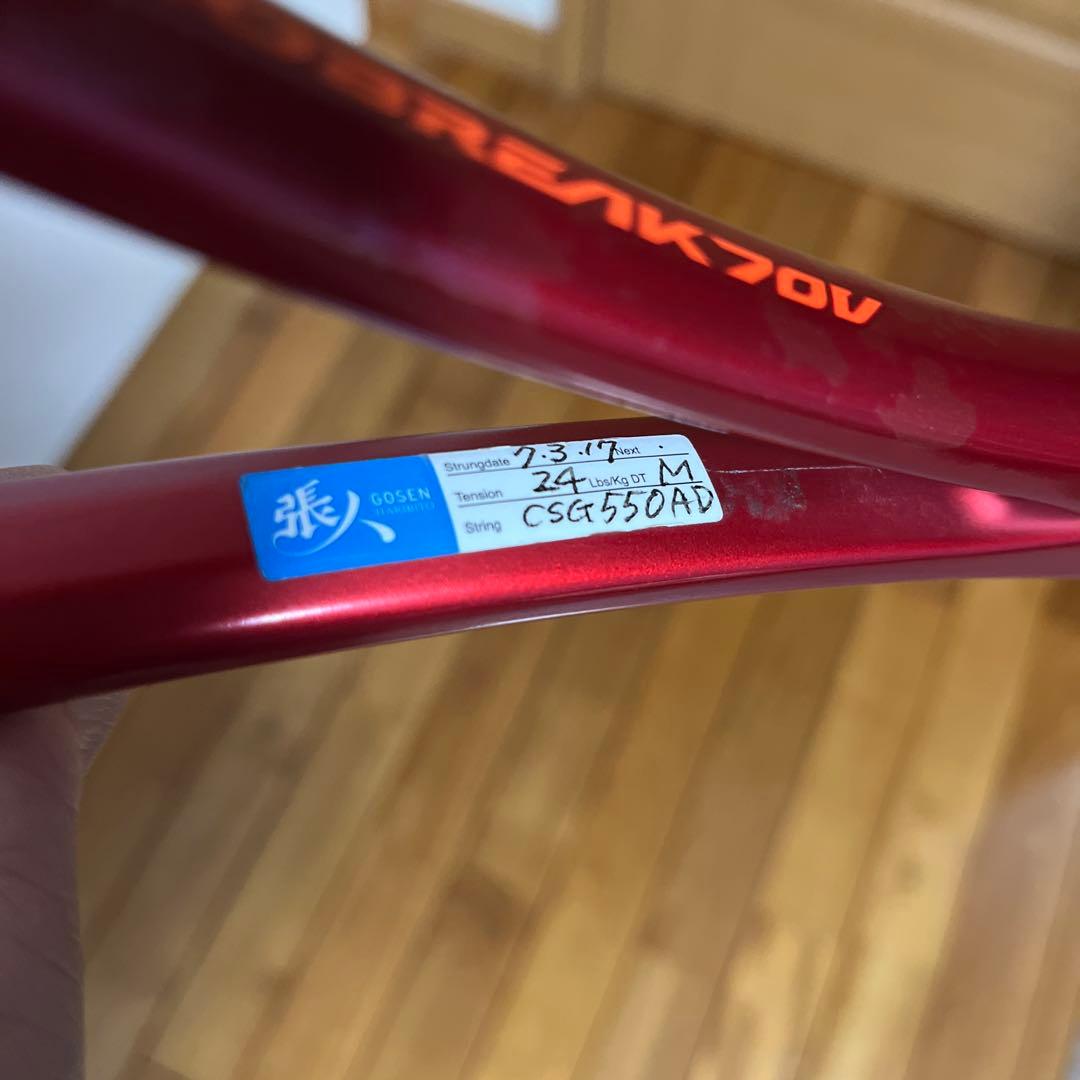 BREAK70V
張人 GOSEN
HARIBITO
Strungdate 7.3.17 Next .
Tension 24 Lbs/Kg DT M
String CSG550AD